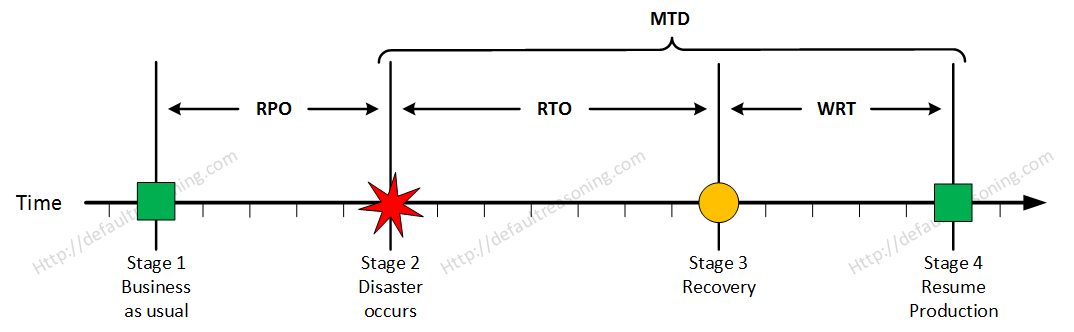 MTD
RPO
RTO
WRT
Time
Http://defaultreasoning.com
Http://defaultreasoning.com
Http://defaultreasoning.com
Stage 1
Business
as usual
Stage 2
Disaster
occurs
Stage 3
Recovery
Stage 4
Resume
Production